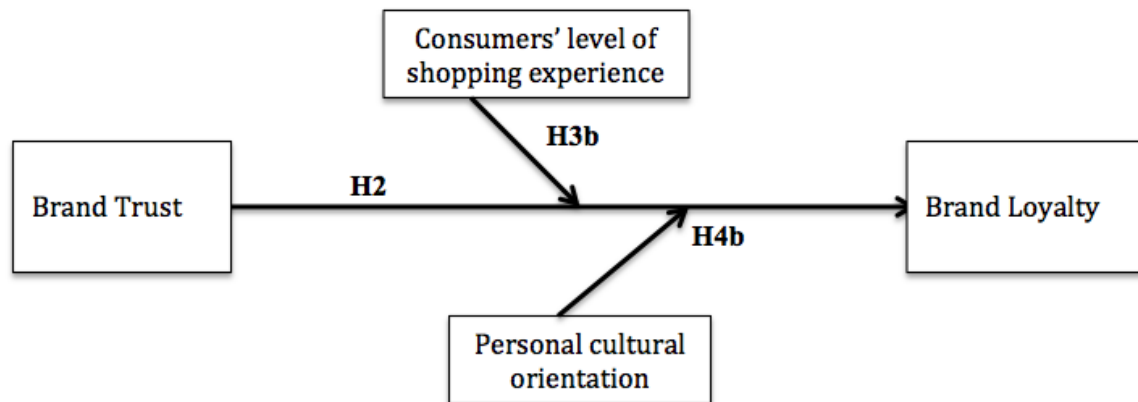 Consumers’ level of
shopping experience
H3b
Brand Trust
H2
Brand Loyalty
H4b
Personal cultural
orientation